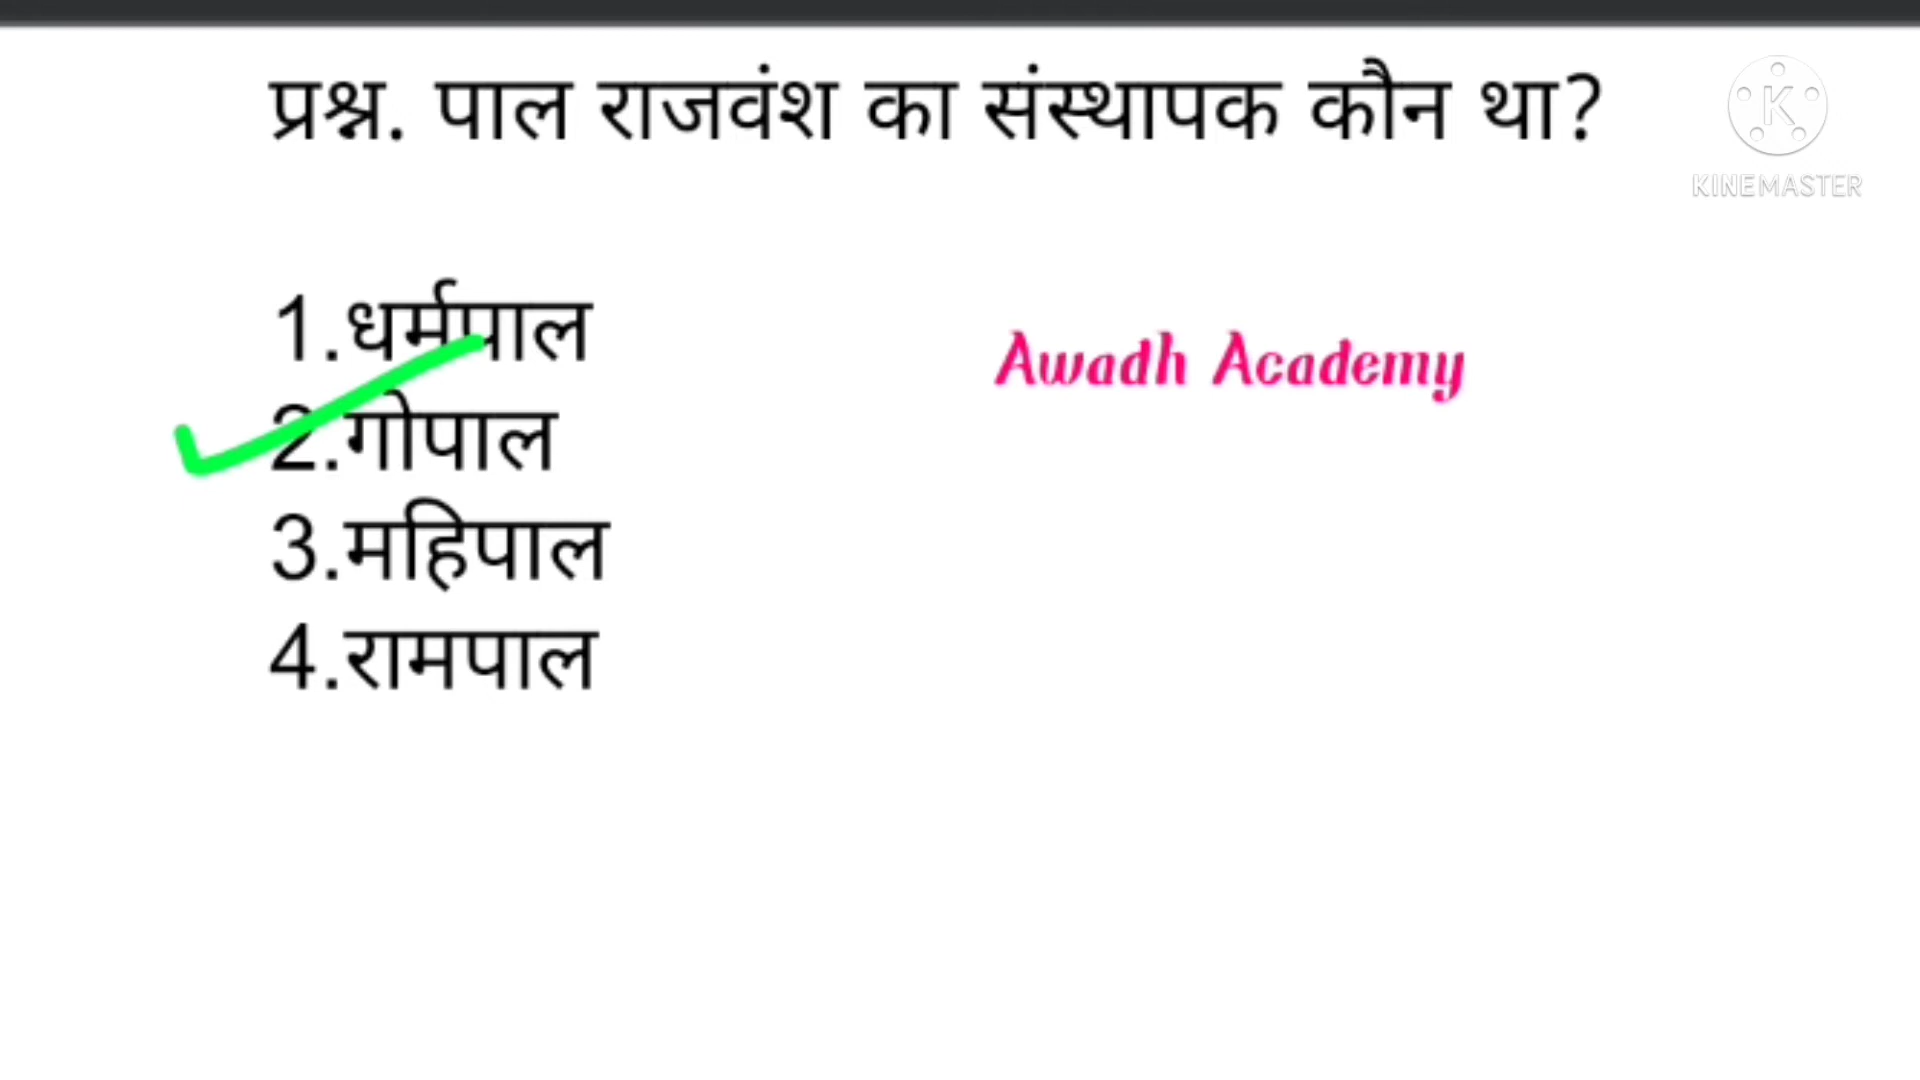 प्रश्न. पाल राजवंश का संस्थापक कौन था?
K
KINEMASTER
1.धर्मपाल
Awadh Academy
2.गोपाल
3.महिपाल
4.रामपाल